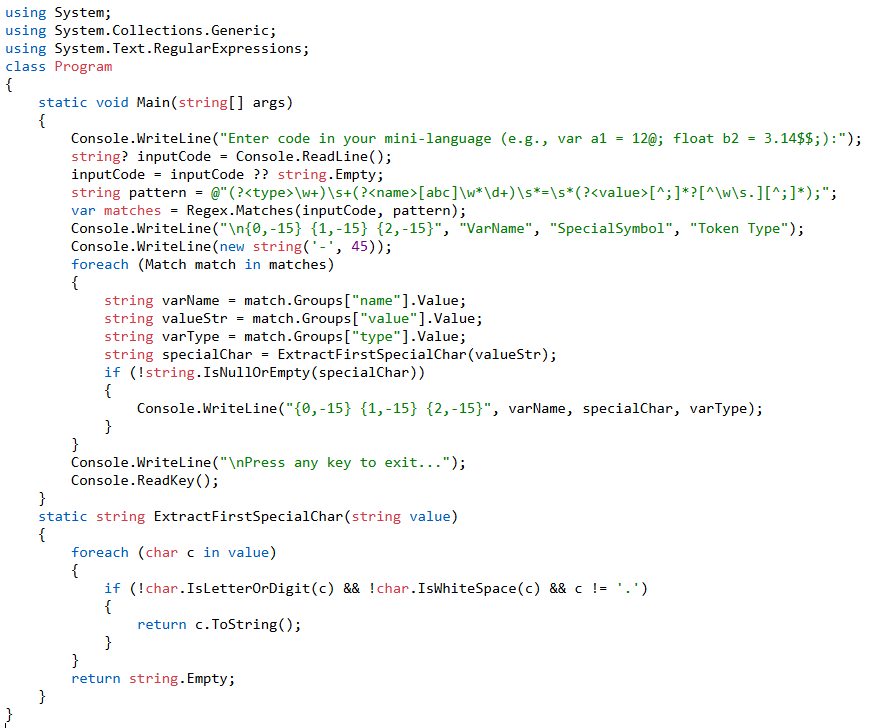 using System;
using System.Collections.Generic;
using System.Text.RegularExpressions;
class Program
{
    static void Main(string[] args)
    {
        Console.WriteLine("Enter code in your mini-language (e.g., var a1 = 12@; float b2 = 3.14$$;):");
        string? inputCode = Console.ReadLine();
        inputCode = inputCode ?? string.Empty;
        string pattern = @"(?<type>\w+)\s+(?<name>[abc]\w*\d+)\s*=\s*(?<value>[^;]*?[^\w\s.][^;]*);";
        var matches = Regex.Matches(inputCode, pattern);
        Console.WriteLine("\n{0,-15} {1,-15} {2,-15}", "VarName", "SpecialSymbol", "Token Type");
        Console.WriteLine(new string('-', 45));
        foreach (Match match in matches)
        {
            string varName = match.Groups["name"].Value;
            string valueStr = match.Groups["value"].Value;
            string varType = match.Groups["type"].Value;
            string specialChar = ExtractFirstSpecialChar(valueStr);
            if (!string.IsNullOrEmpty(specialChar))
            {
                Console.WriteLine("{0,-15} {1,-15} {2,-15}", varName, specialChar, varType);
            }
        }
        Console.WriteLine("\nPress any key to exit...");
        Console.ReadKey();
    }
    static string ExtractFirstSpecialChar(string value)
    {
        foreach (char c in value)
        {
            if (!char.IsLetterOrDigit(c) && !char.IsWhiteSpace(c) && c != '.')
            {
                return c.ToString();
            }
        }
        return string.Empty;
    }
}